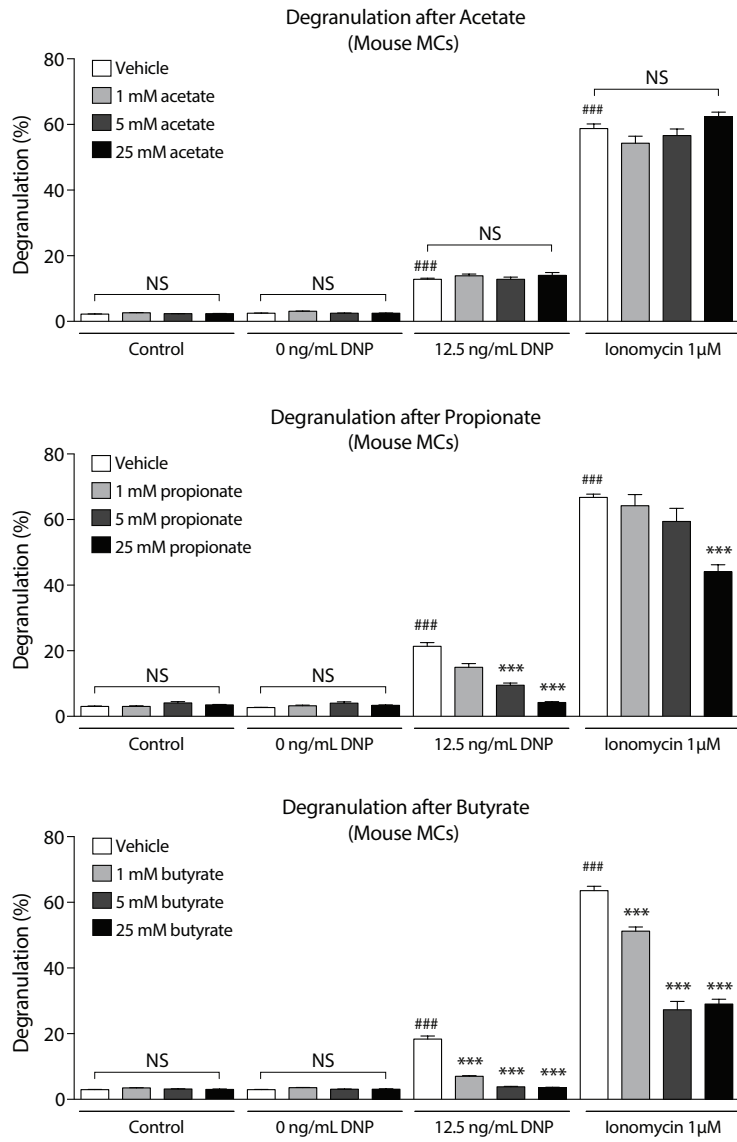 Degranulation after Acetate
(Mouse MCs)
Degranulation (%)
80
60
40
20
0
Vehicle
1 mM acetate
5 mM acetate
25 mM acetate
NS
NS
###
NS
###
NS
Control
0 ng/mL DNP
12.5 ng/mL DNP
Ionomycin 1μM
Degranulation after Propionate
(Mouse MCs)
Degranulation (%)
80
60
40
20
0
Vehicle
1 mM propionate
5 mM propionate
25 mM propionate
NS
NS
###
***
***
###
***
Control
0 ng/mL DNP
12.5 ng/mL DNP
Ionomycin 1μM
Degranulation after Butyrate
(Mouse MCs)
Degranulation (%)
80
60
40
20
0
Vehicle
1 mM butyrate
5 mM butyrate
25 mM butyrate
NS
NS
###
***
***
***
###
***
***
***
Control
0 ng/mL DNP
12.5 ng/mL DNP
Ionomycin 1μM